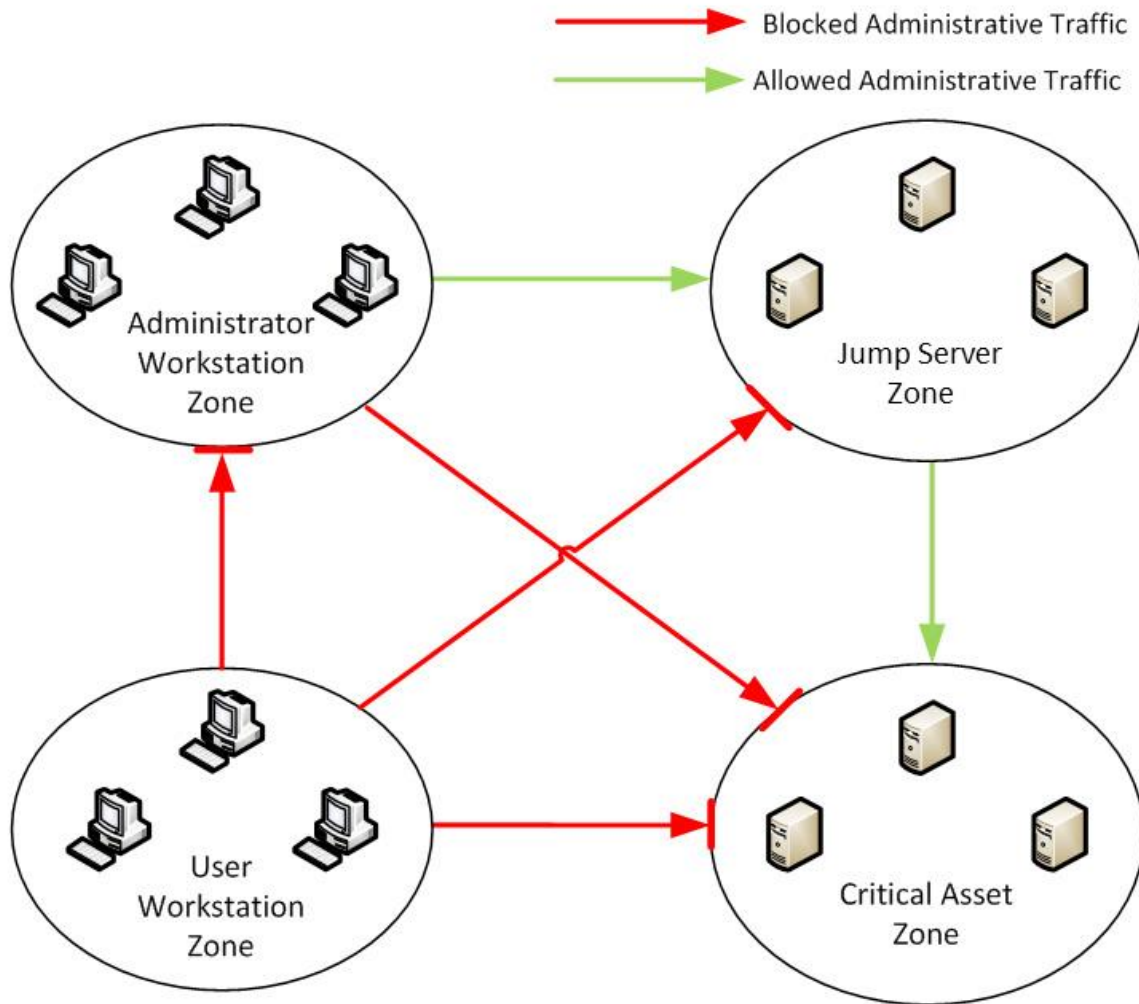 Blocked Administrative Traffic
Allowed Administrative Traffic
Administrator
Workstation
Zone
Jump Server
Zone
User
Workstation
Zone
Critical Asset
Zone